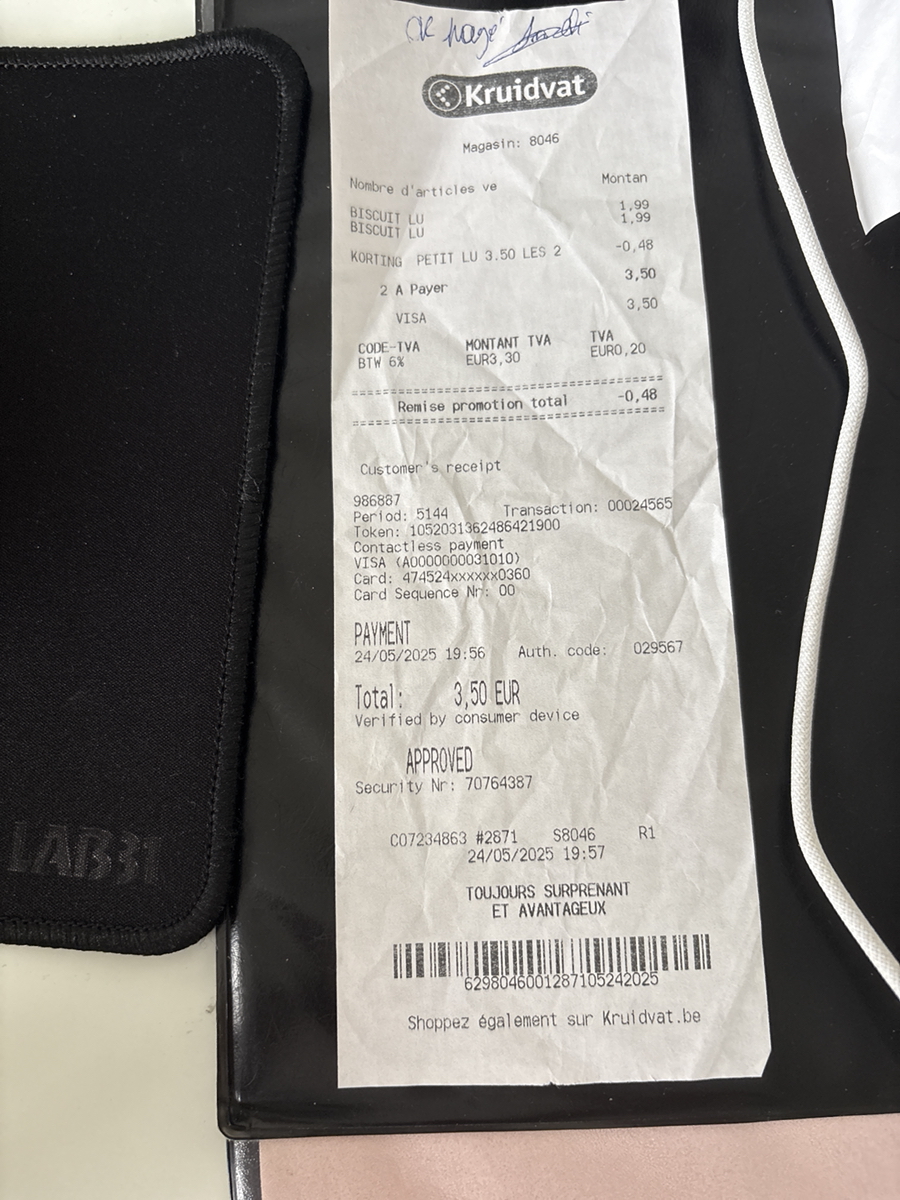 OK payé
Kruidvat
Magasin: 8046
Nombre d'articles ve Montan
BISCUIT LU 1,99
BISCUIT LU 1,99
KORTING PETIT LU 3.50 LES 2 -0,48
2 A Payer 3,50
VISA 3,50
CODE-TVA MONTANT TVA TVA
BTW 6% EUR3,30 EUR0,20
Remise promotion total -0,48
Customer's receipt
986887
Period: 5144 Transaction: 00024565
Token: 1052031362486421900
Contactless payment
VISA (A0000000031010)
Card: 474524xxxxxx0360
Card Sequence Nr: 00
PAYMENT
24/05/2025 19:56 Auth. code: 029567
Total: 3,50 EUR
Verified by consumer device
APPROVED
Security Nr: 70764387
C07234863 #2871 S8046 R1
24/05/2025 19:57
TOUJOURS SURPRENANT
ET AVANTAGEUX
6298046001287105242025
Shoppez également sur Kruidvat.be
LAB31